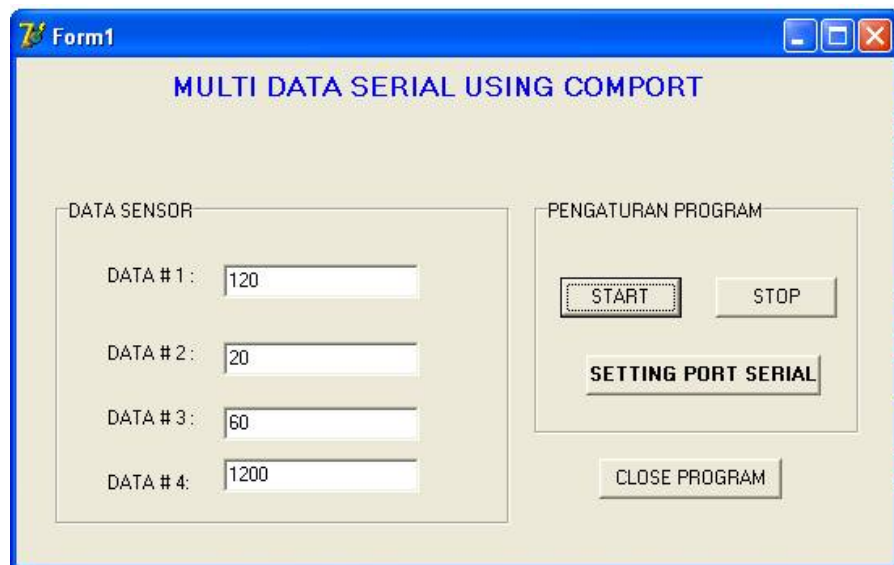 Form1
MULTI DATA SERIAL USING COMPORT
DATA SENSOR
DATA # 1 :
120
DATA # 2 :
20
DATA # 3 :
60
DATA # 4:
1200
PENGATURAN PROGRAM
START
STOP
SETTING PORT SERIAL
CLOSE PROGRAM